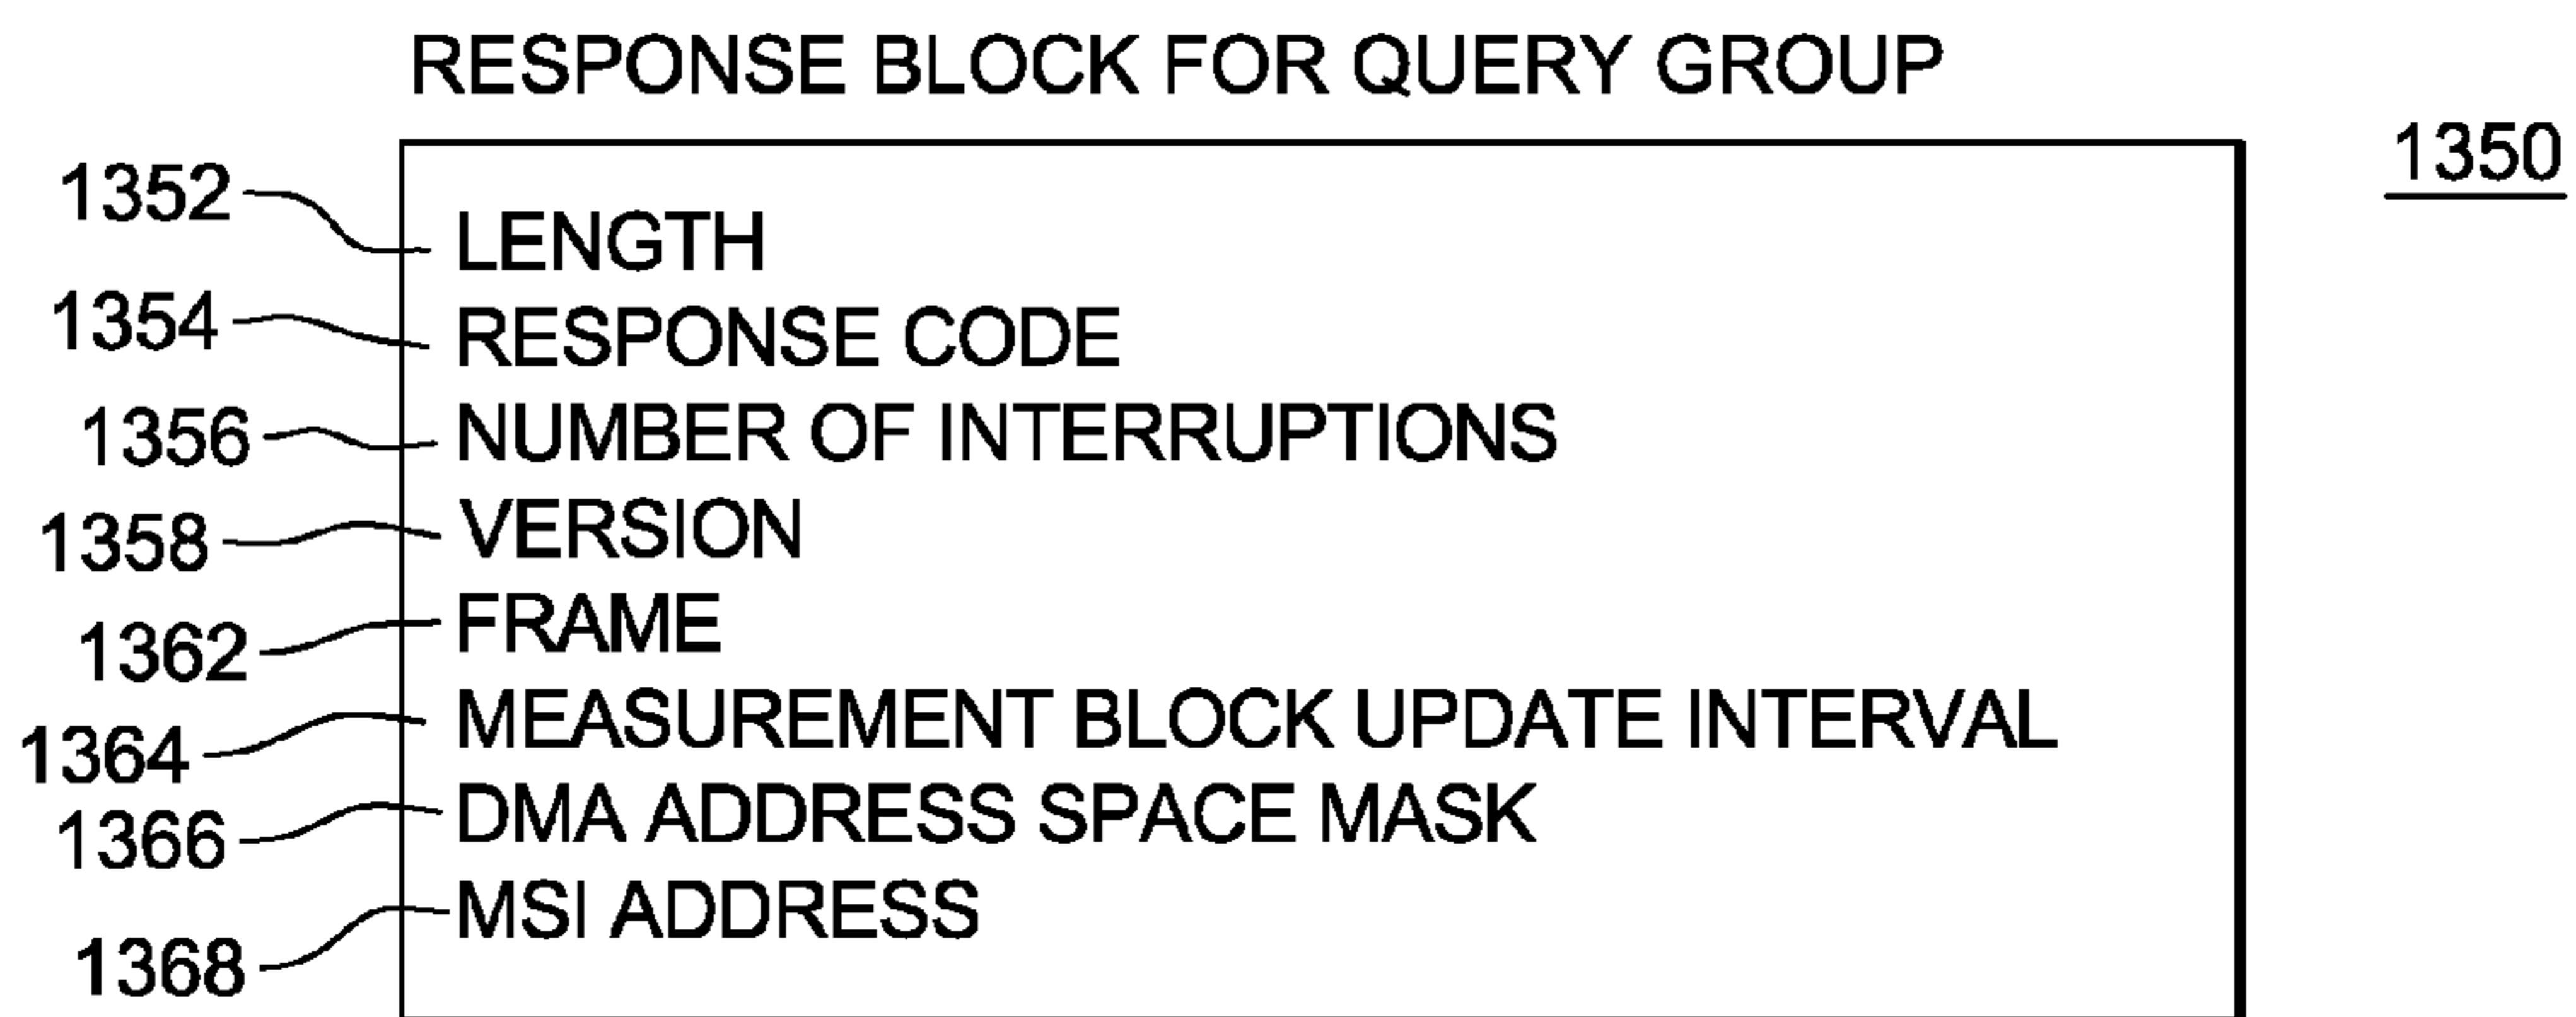 RESPONSE BLOCK FOR QUERY GROUP
1350
1352 LENGTH
1354 RESPONSE CODE
1356 NUMBER OF INTERRUPTIONS
1358 VERSION
1362 FRAME
1364 MEASUREMENT BLOCK UPDATE INTERVAL
1366 DMA ADDRESS SPACE MASK
1368 MSI ADDRESS